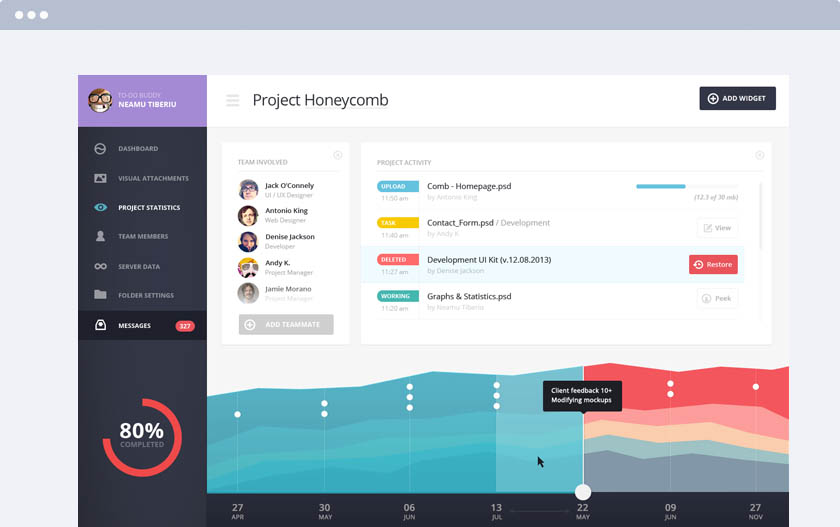 TO-DO BUDDY
NEAMU TIBERIU
Project Honeycomb
ADD WIDGET
DASHBOARD
VISUAL ATTACHMENTS
PROJECT STATISTICS
TEAM MEMBERS
SERVER DATA
FOLDER SETTINGS
MESSAGES 327
80%
COMPLETED
TEAM INVOLVED
Jack O'Connely
UI / UX Designer
Antonio King
Web Designer
Denise Jackson
Developer
Andy K.
Project Manager
Jamie Morano
Project Manager
ADD TEAMMATE
PROJECT ACTIVITY
UPLOAD Comb - Homepage.psd
11:50 am by Antonio King (12.3 of 30 mb)
TASK Contact_Form.psd / Development
11:40 am by Andy K View
DELETED Development UI Kit (v.12.08.2013)
11:27 am by Denise Jackson Restore
WORKING Graphs & Statistics.psd
11:20 am by Neamu Tiberiu Peek
Client feedback 10+
Modifying mockups
27 30 06 13 22 09 27
APR MAY JUN JUL MAY JUN NOV